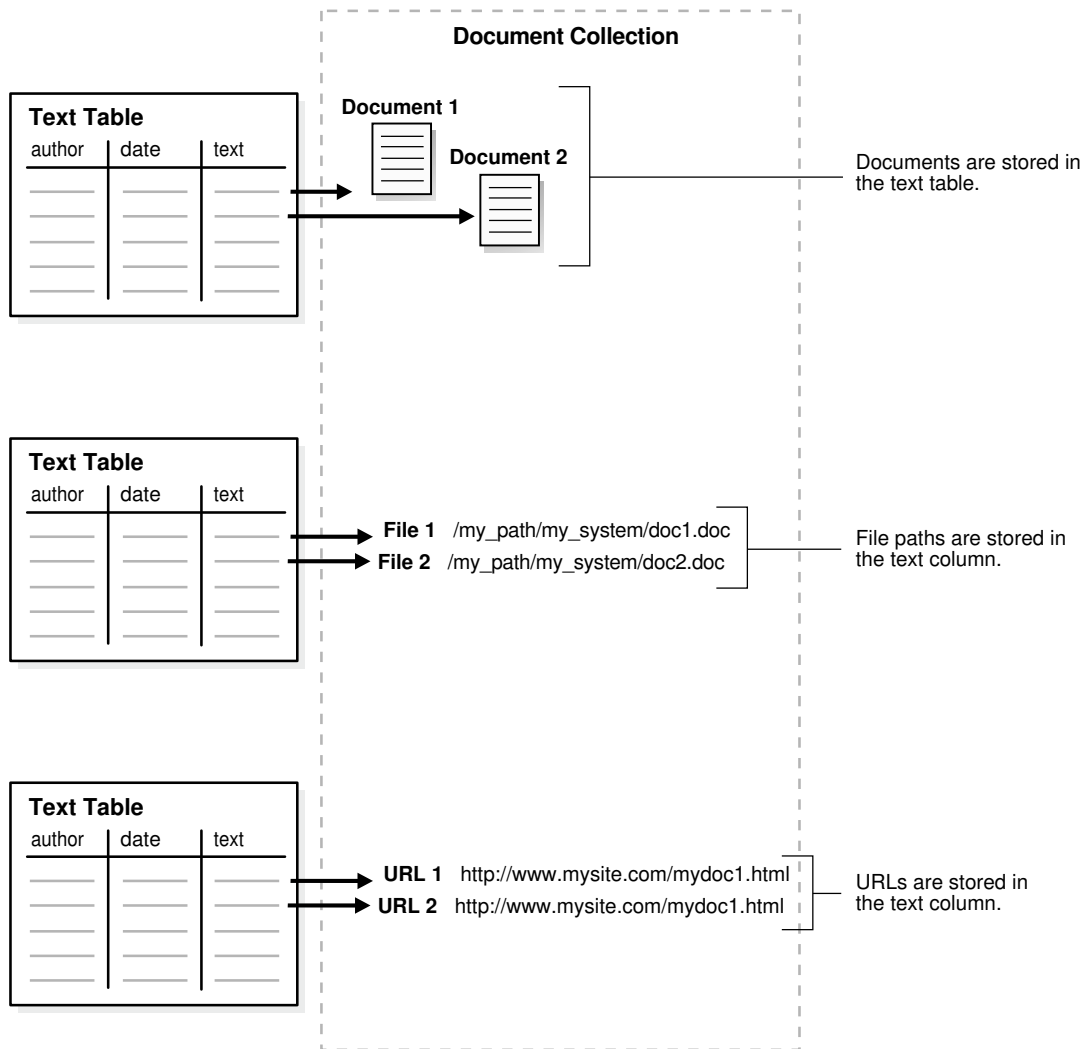 Document Collection
Text Table
author date text
Document 1
Document 2
Documents are stored in
the text table.
Text Table
author date text
File 1 /my_path/my_system/doc1.doc
File 2 /my_path/my_system/doc2.doc
File paths are stored in
the text column.
Text Table
author date text
URL 1 http://www.mysite.com/mydoc1.html
URL 2 http://www.mysite.com/mydoc1.html
URLs are stored in
the text column.